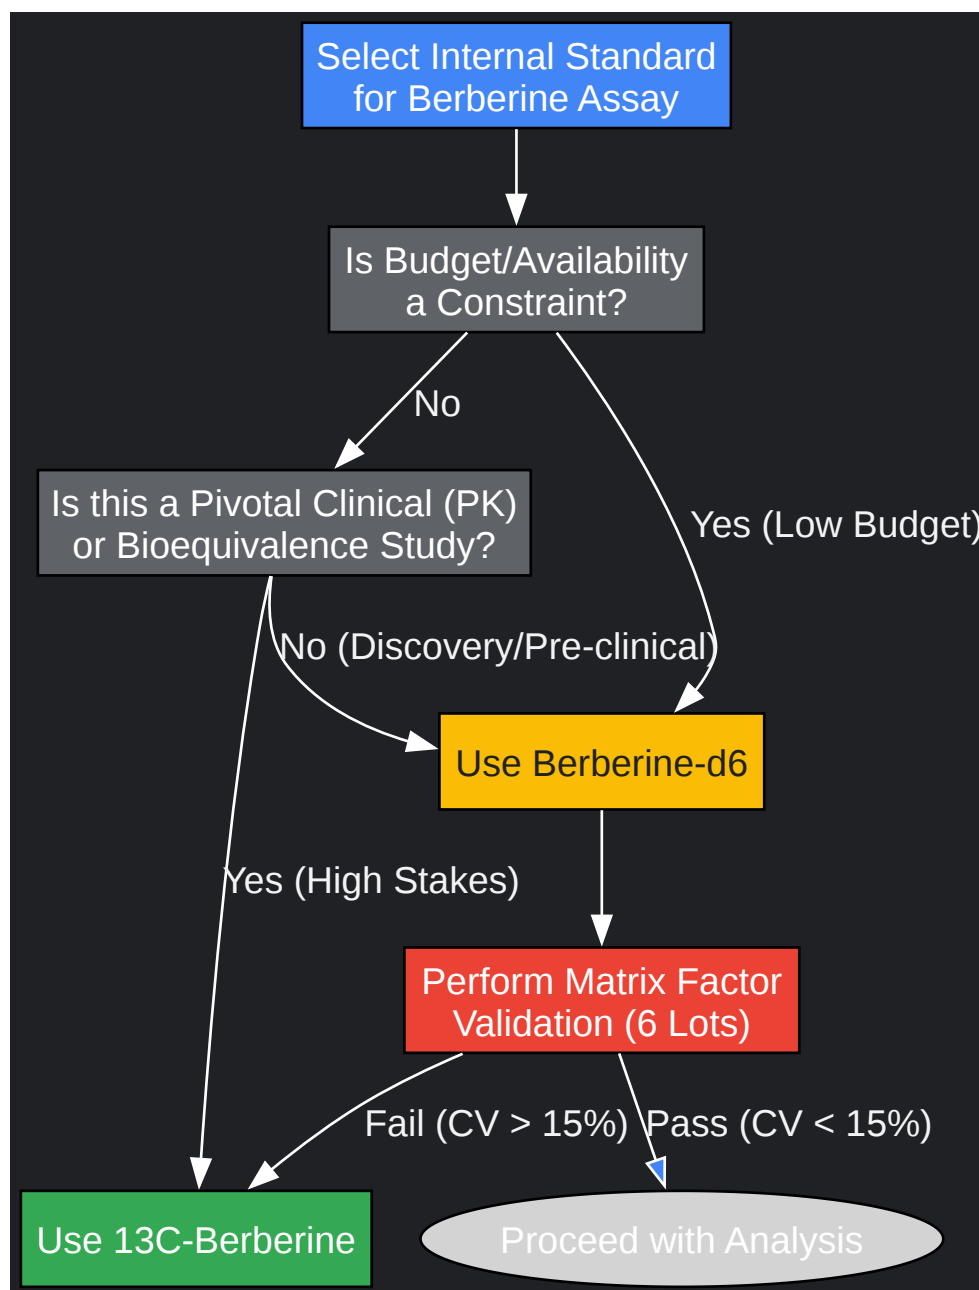 Select Internal Standard
for Berberine Assay
Is Budget/Availability
a Constraint?
No
Is this a Pivotal Clinical (PK)
or Bioequivalence Study?
Yes (Low Budget)
No (Discovery/Pre-clinical)
Use Berberine-d6
Yes (High Stakes)
Perform Matrix Factor
Validation (6 Lots)
Fail (CV > 15%)
Pass (CV < 15%)
Use 13C-Berberine
Proceed with Analysis